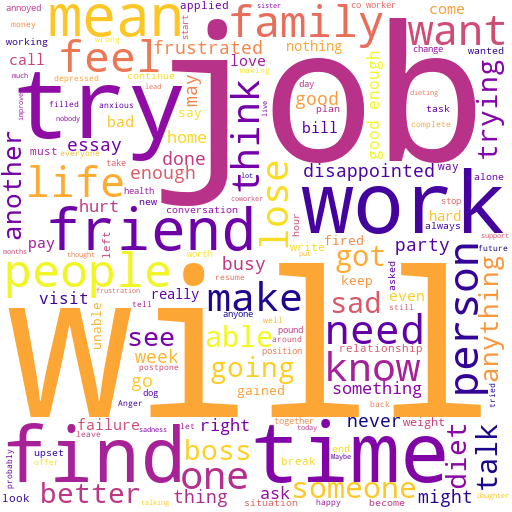 annoyed
mean
applied
sister
family
co worker
come
want
money
start
call
feel
frustrated
nothing
working
wrong
making
love
change
wanted
try
job
much
depressed
continue
may
day
plan
dieting
task
trying
improve
filled
anxious
lead
say
good
good enough
nobody
bad
home
think
live
bill
complete
another
must
everyone
essay
done
life
take
enough
disappointed
way
health
lot
lose
work
hurt
new
coworker
alone
friend
conversation
write
hour
hard
stop
always
months
thought
pay
left
worth
fired
party
support
future
people
busy
put
got
asked
person
anything
frustration
resume
visit
really
make
sad
keep
even
still
tried
unable
tell
anyone
well
pound
around
need
see
able
position
relationship
know
will
week
postpone
going
something
go
Anger
dog
gained
back
find
failure
sadness
let
right
together
today
never
weight
time
diet
talk
upset
leave
boss
break
end
Maybe
probably
offer
one
someone
look
better
talking
thing
ask
situation
happy
become
might
daughter